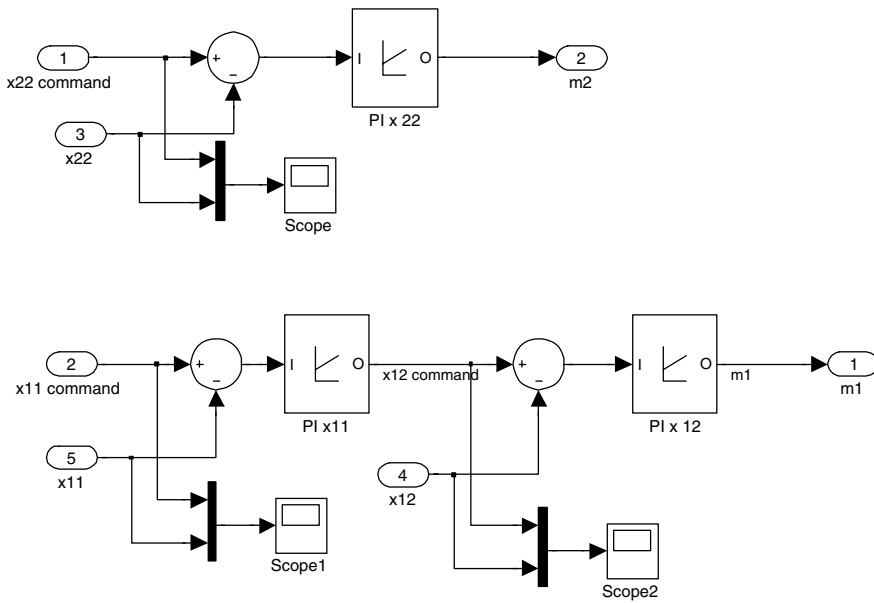 1
x22 command
+
−
I
O
PI x 22
2
m2
3
x22
Scope
2
x11 command
+
−
I
O
PI x11
x12 command
+
−
I
O
PI x 12
m1
1
m1
5
x11
Scope1
4
x12
Scope2